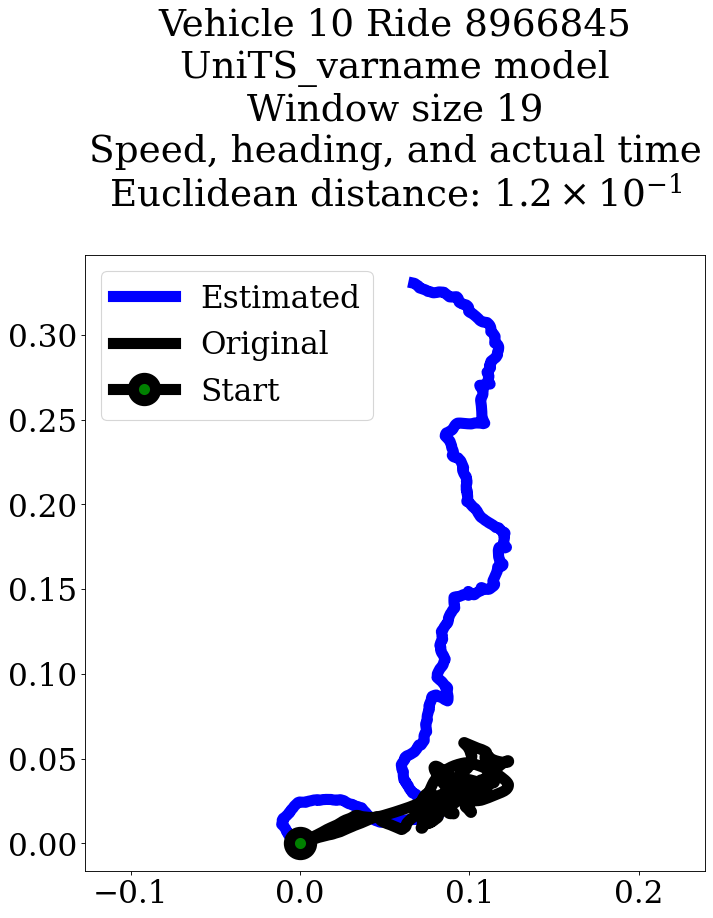 Vehicle 10 Ride 8966845
UniTS_varname model
Window size 19
Speed, heading, and actual time
Euclidean distance: 1.2 × 10⁻¹
Estimated
Original
Start
0.30
0.25
0.20
0.15
0.10
0.05
0.00
−0.1
0.0
0.1
0.2